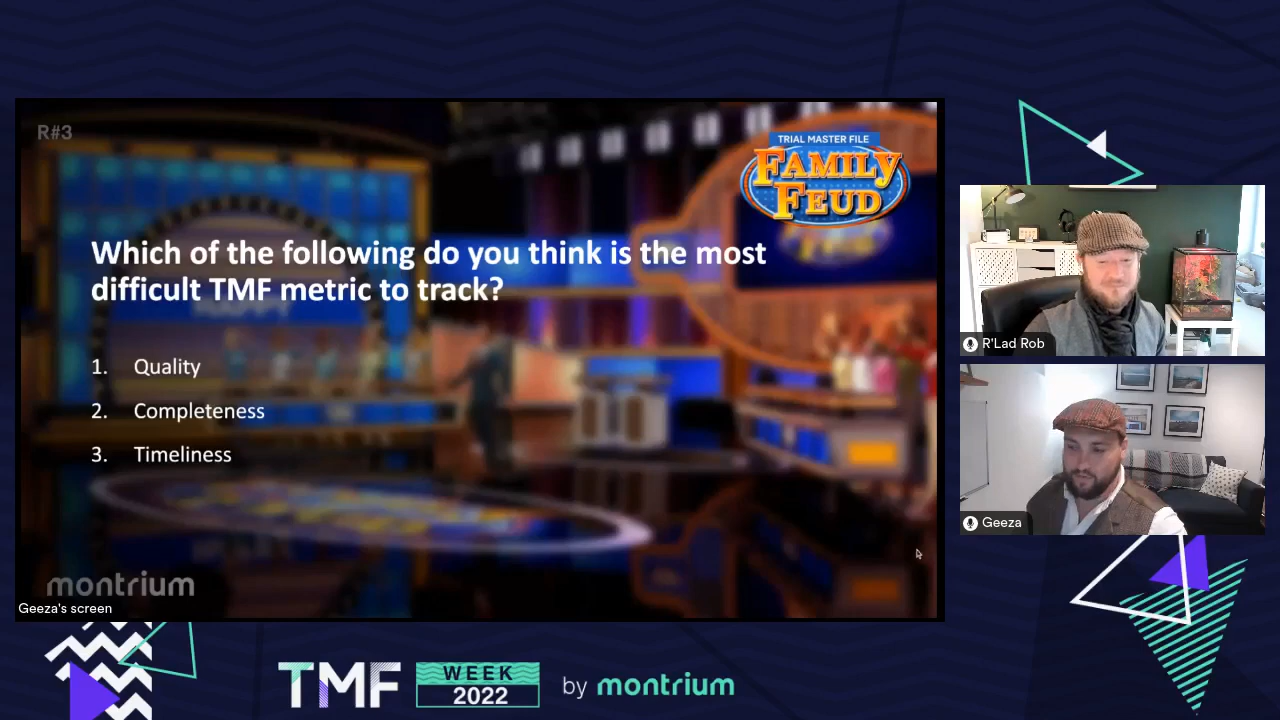 R#3
TRIAL MASTER FILE
FAMILY
FEUD
Which of the following do you think is the most
difficult TMF metric to track?
1. Quality
2. Completeness
3. Timeliness
montrium
Geeza's screen
R'Lad Rob
Geeza
TMF WEEK 2022 by montrium